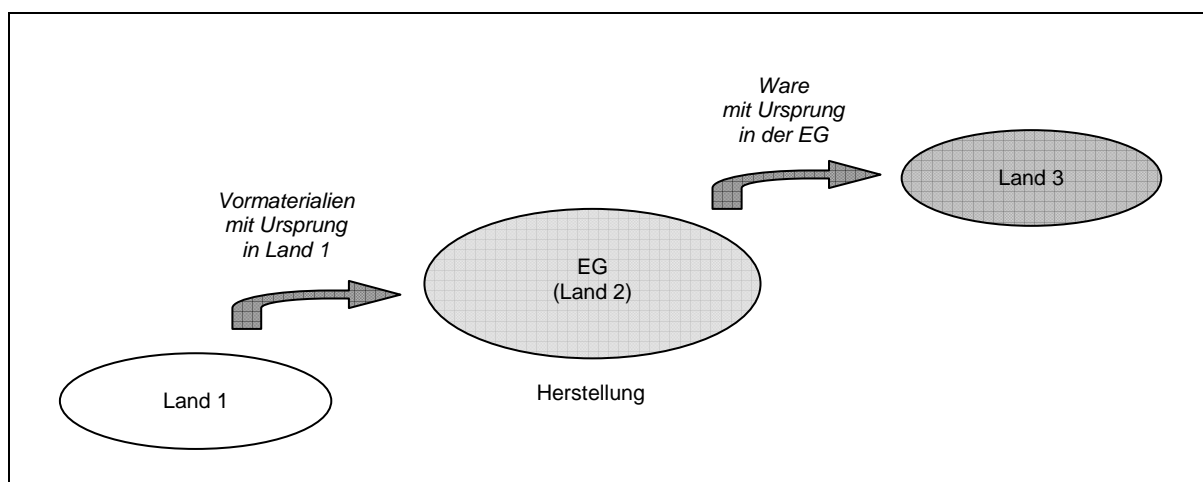 Ware
mit Ursprung
in der EG
Land 3
Vormaterialien
mit Ursprung
in Land 1
EG
(Land 2)
Herstellung
Land 1